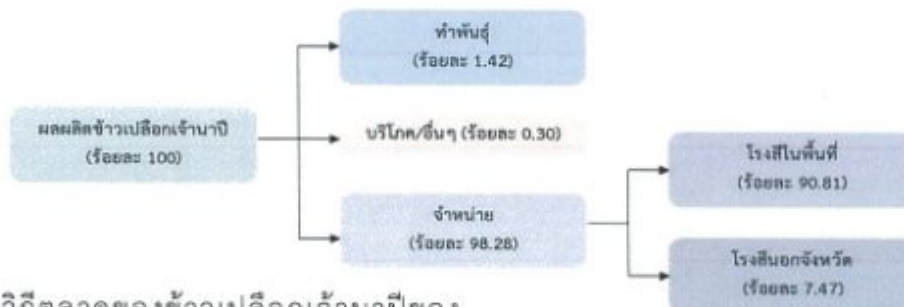 ทำพันธุ์
(ร้อยละ 1.42)
ผลผลิตข้าวเปลือกเจ้านาปี
(ร้อยละ 100)
บริโภค/อื่นๆ (ร้อยละ 0.30)
จำหน่าย
(ร้อยละ 98.28)
โรงสีในพื้นที่
(ร้อยละ 90.81)
โรงสีนอกจังหวัด
(ร้อยละ 7.47)
วิถีตลาดของข้าวเปลือกเจ้านาปีของ